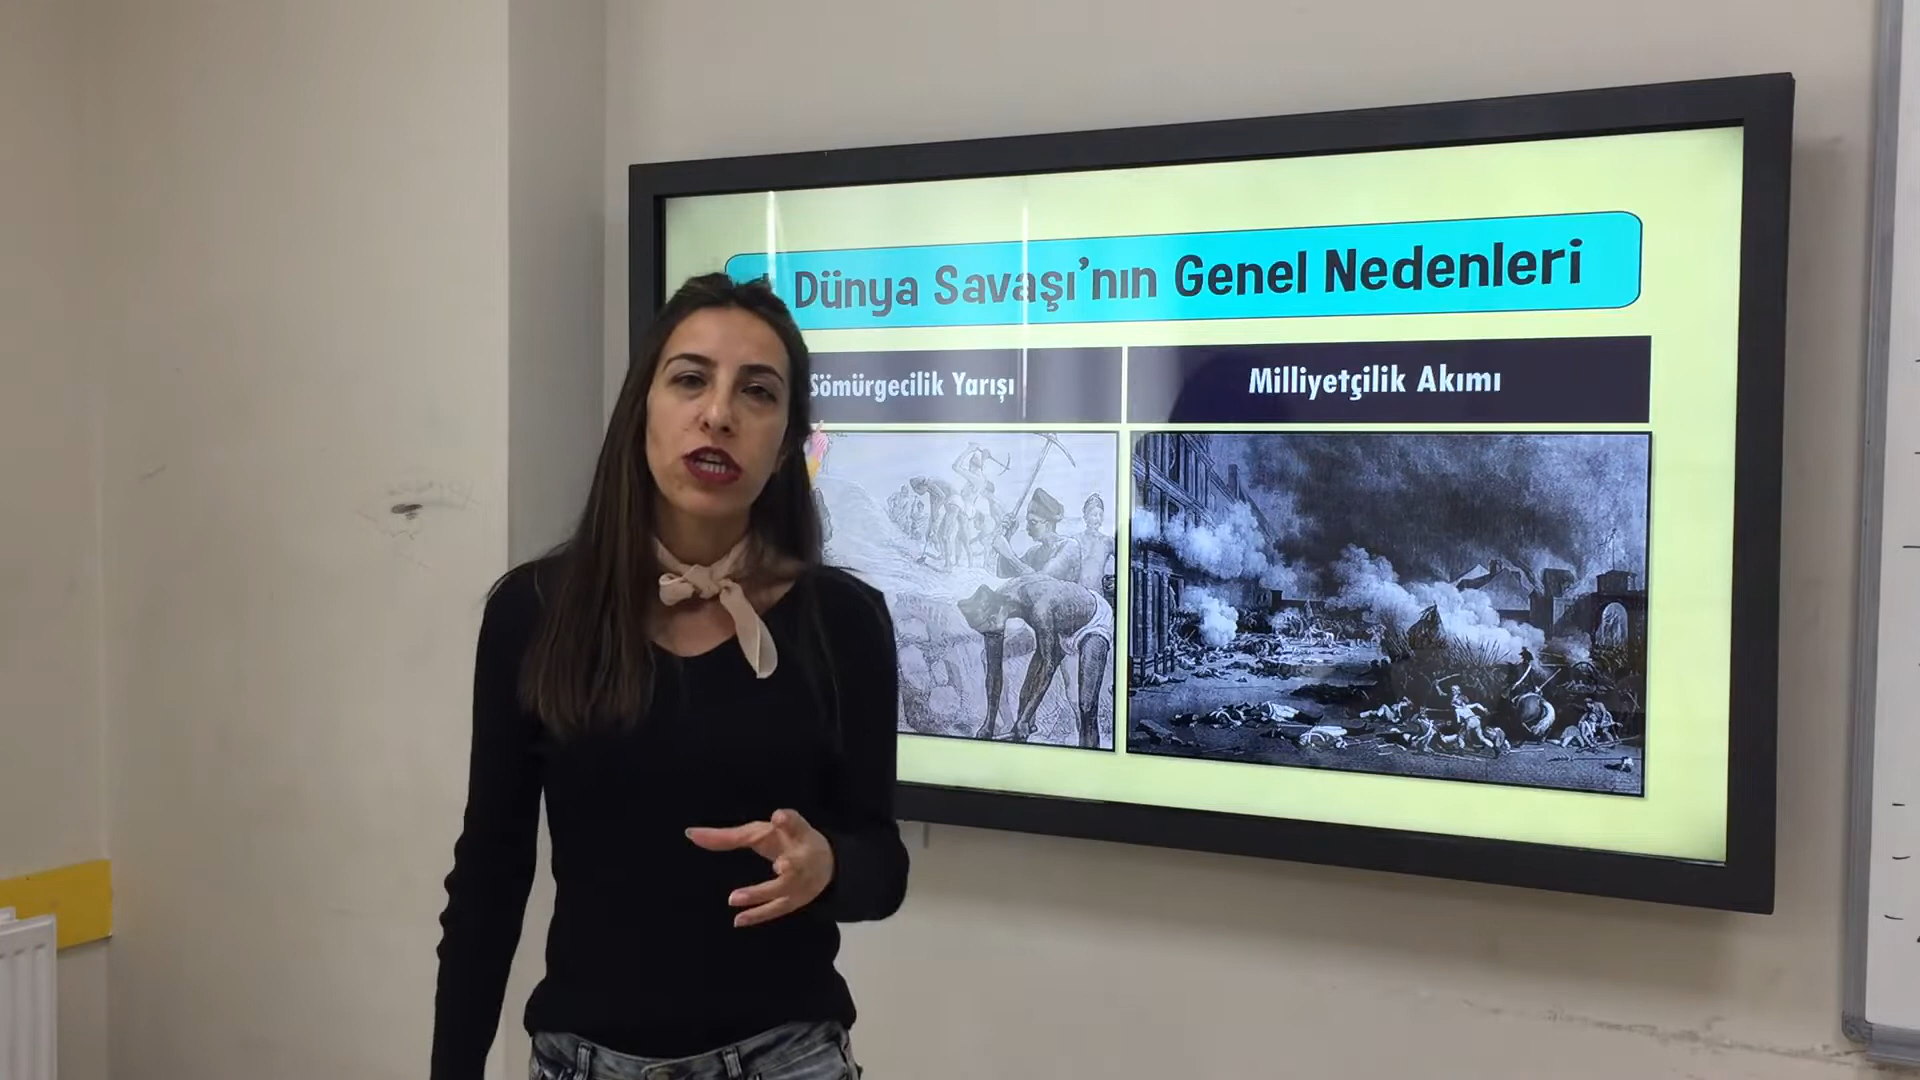 Dünya Savaşı'nın Genel Nedenleri
Sömürgecilik Yarışı
Milliyetçilik Akımı